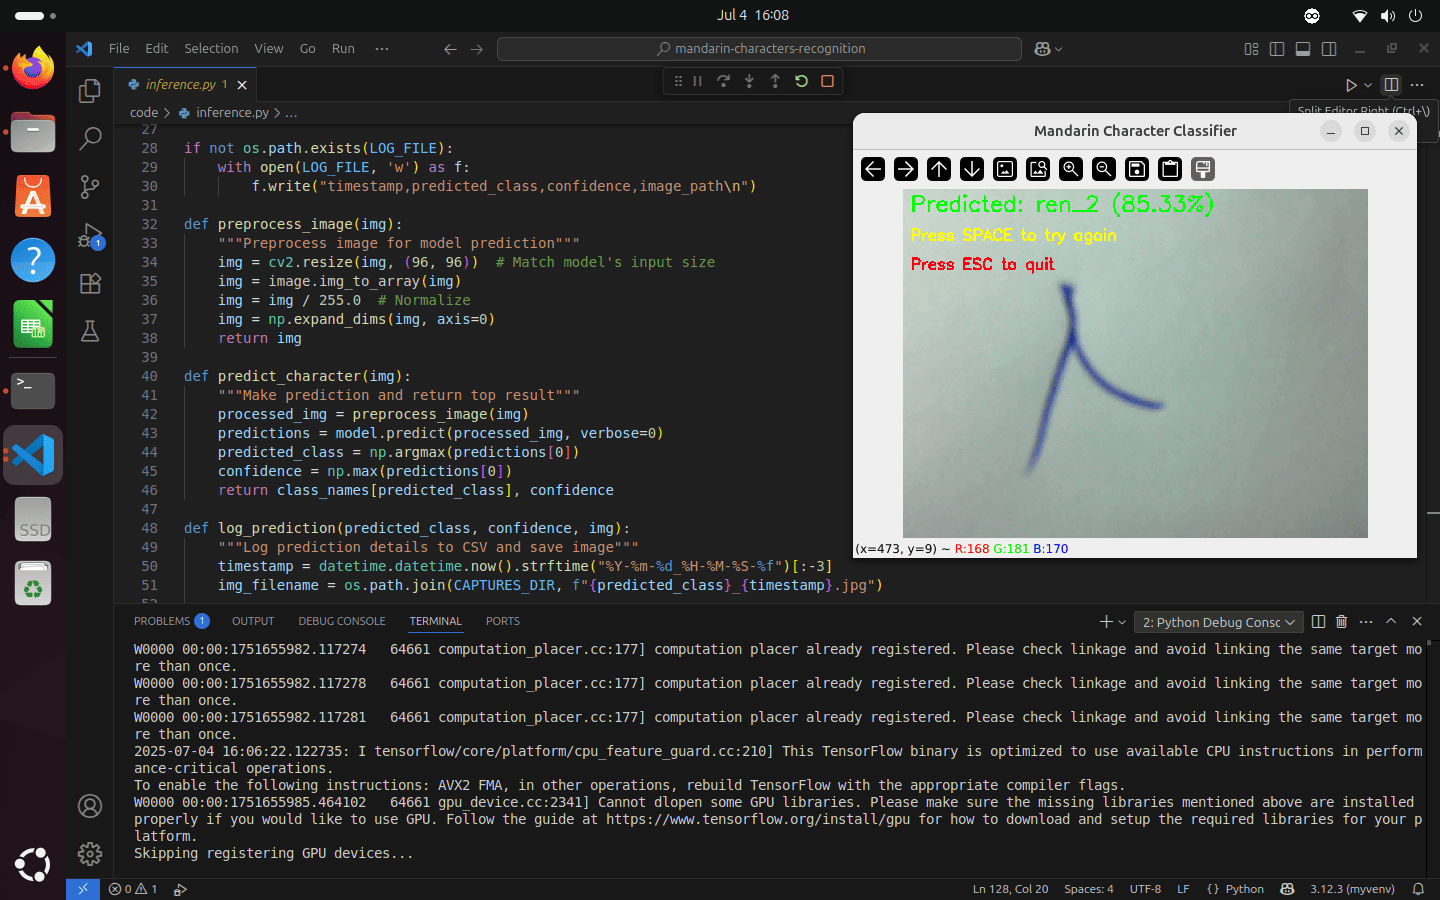 Jul 4 16:08
File Edit Selection View Go Run ···
mandarin-characters-recognition
inference.py 1
code > inference.py > ...
Split Editor Right (Ctrl+\)
27
28 if not os.path.exists(LOG_FILE):
29 with open(LOG_FILE, 'w') as f:
30 f.write("timestamp,predicted_class,confidence,image_path\n")
31
32 def preprocess_image(img):
33 """Preprocess image for model prediction"""
34 img = cv2.resize(img, (96, 96)) # Match model's input size
35 img = image.img_to_array(img)
36 img = img / 255.0 # Normalize
37 img = np.expand_dims(img, axis=0)
38 return img
39
40 def predict_character(img):
41 """Make prediction and return top result"""
42 processed_img = preprocess_image(img)
43 predictions = model.predict(processed_img, verbose=0)
44 predicted_class = np.argmax(predictions[0])
45 confidence = np.max(predictions[0])
46 return class_names[predicted_class], confidence
47
48 def log_prediction(predicted_class, confidence, img):
49 """Log prediction details to CSV and save image"""
50 timestamp = datetime.datetime.now().strftime("%Y-%m-%d_%H-%M-%S-%f")[:-3]
51 img_filename = os.path.join(CAPTURES_DIR, f"{predicted_class}_{timestamp}.jpg")
Mandarin Character Classifier
Predicted: ren_2 (85.33%)
Press SPACE to try again
Press ESC to quit
人
(x=473, y=9) ~ R:168 G:181 B:170
PROBLEMS 1 OUTPUT DEBUG CONSOLE TERMINAL PORTS
2: Python Debug Consc
W0000 00:00:1751655982.117274 64661 computation_placer.cc:177] computation placer already registered. Please check linkage and avoid linking the same target mo
re than once.
W0000 00:00:1751655982.117278 64661 computation_placer.cc:177] computation placer already registered. Please check linkage and avoid linking the same target mo
re than once.
W0000 00:00:1751655982.117281 64661 computation_placer.cc:177] computation placer already registered. Please check linkage and avoid linking the same target mo
re than once.
2025-07-04 16:06:22.122735: I tensorflow/core/platform/cpu_feature_guard.cc:210] This TensorFlow binary is optimized to use available CPU instructions in perform
ance-critical operations.
To enable the following instructions: AVX2 FMA, in other operations, rebuild TensorFlow with the appropriate compiler flags.
W0000 00:00:1751655985.464102 64661 gpu_device.cc:2341] Cannot dlopen some GPU libraries. Please make sure the missing libraries mentioned above are installed
properly if you would like to use GPU. Follow the guide at https://www.tensorflow.org/install/gpu for how to download and setup the required libraries for your p
latform.
Skipping registering GPU devices...
SSD
0 1
Ln 128, Col 20 Spaces: 4 UTF-8 LF {} Python 3.12.3 (myvenv)